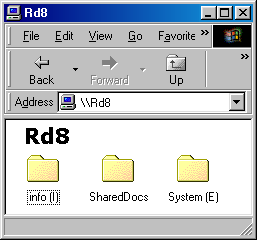 Rd8
File Edit View Go Favorite »
Back Forward Up »
Address \\Rd8
Rd8
info (I) SharedDocs System (E)